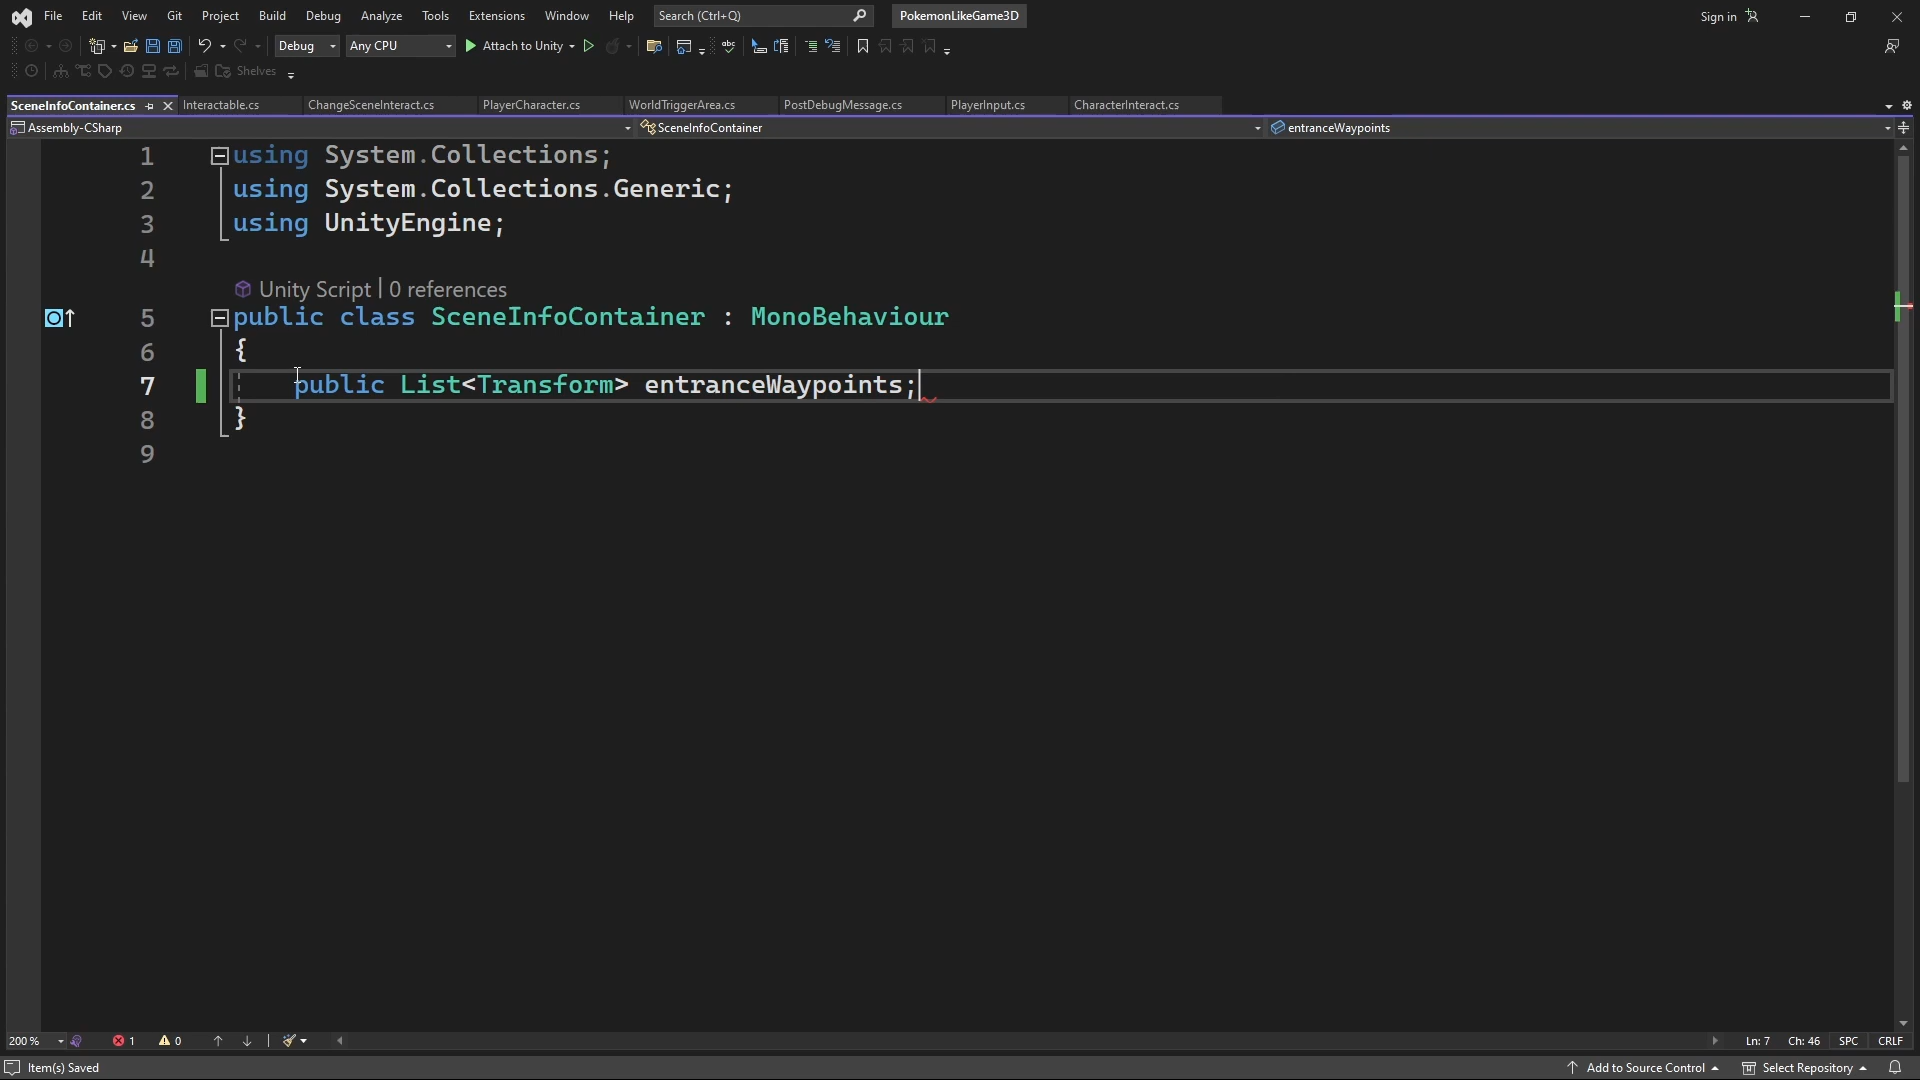 File Edit View Git Project Build Debug Analyze Tools Extensions Window Help Search (Ctrl+Q) PokemonLikeGame3D Sign in
Debug Any CPU Attach to Unity
Shelves
SceneInfoContainer.cs Interactable.cs ChangeSceneInteract.cs PlayerCharacter.cs WorldTriggerArea.cs PostDebugMessage.cs PlayerInput.cs CharacterInteract.cs
Assembly-CSharp SceneInfoContainer entranceWaypoints
1 using System.Collections;
2 using System.Collections.Generic;
3 using UnityEngine;
4
Unity Script | 0 references
5 public class SceneInfoContainer : MonoBehaviour
6 {
7 public List<Transform> entranceWaypoints;
8 }
9
200 % 1 0 Ln: 7 Ch: 46 SPC CRLF
Item(s) Saved Add to Source Control Select Repository